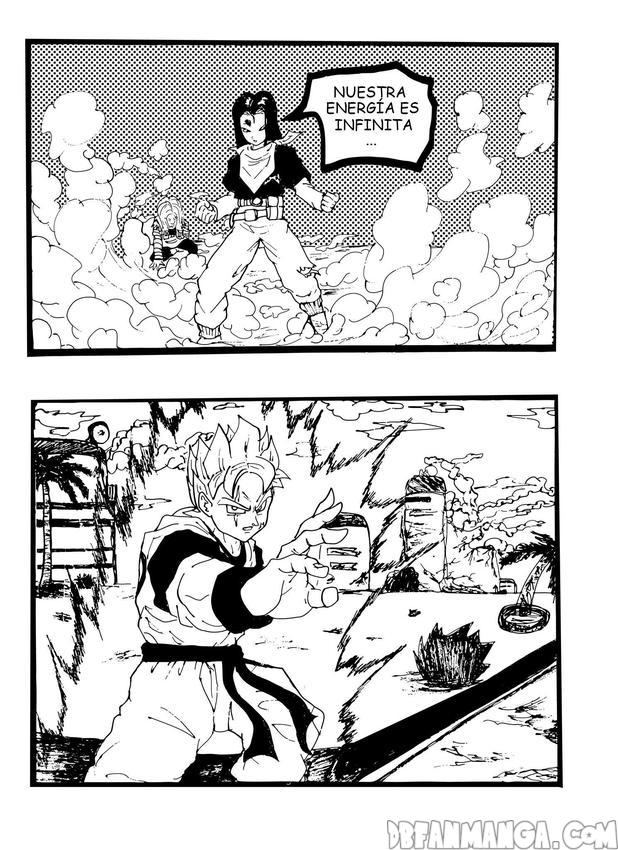 NUESTRA
ENERGÍA ES
INFINITA
...
DBFANMANGA.COM